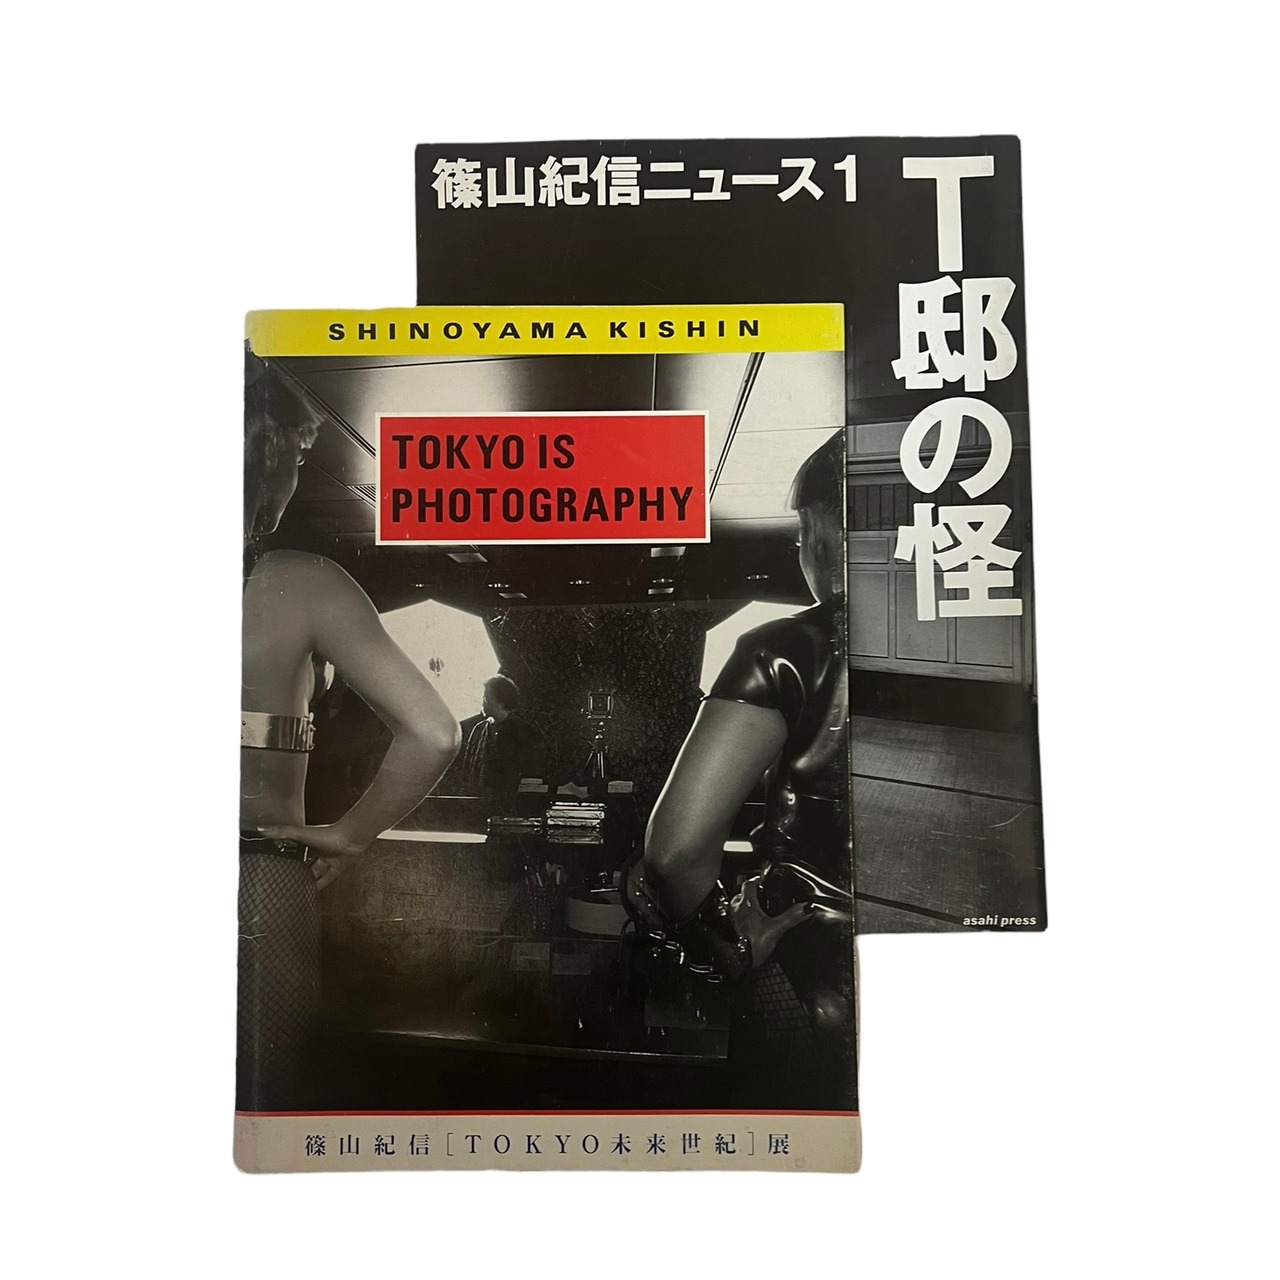 篠山紀信ニュース1
T邸の怪
SHINOYAMA KISHIN
TOKYO IS
PHOTOGRAPHY
asahi press
篠山紀信[TOKYO未来世紀]展